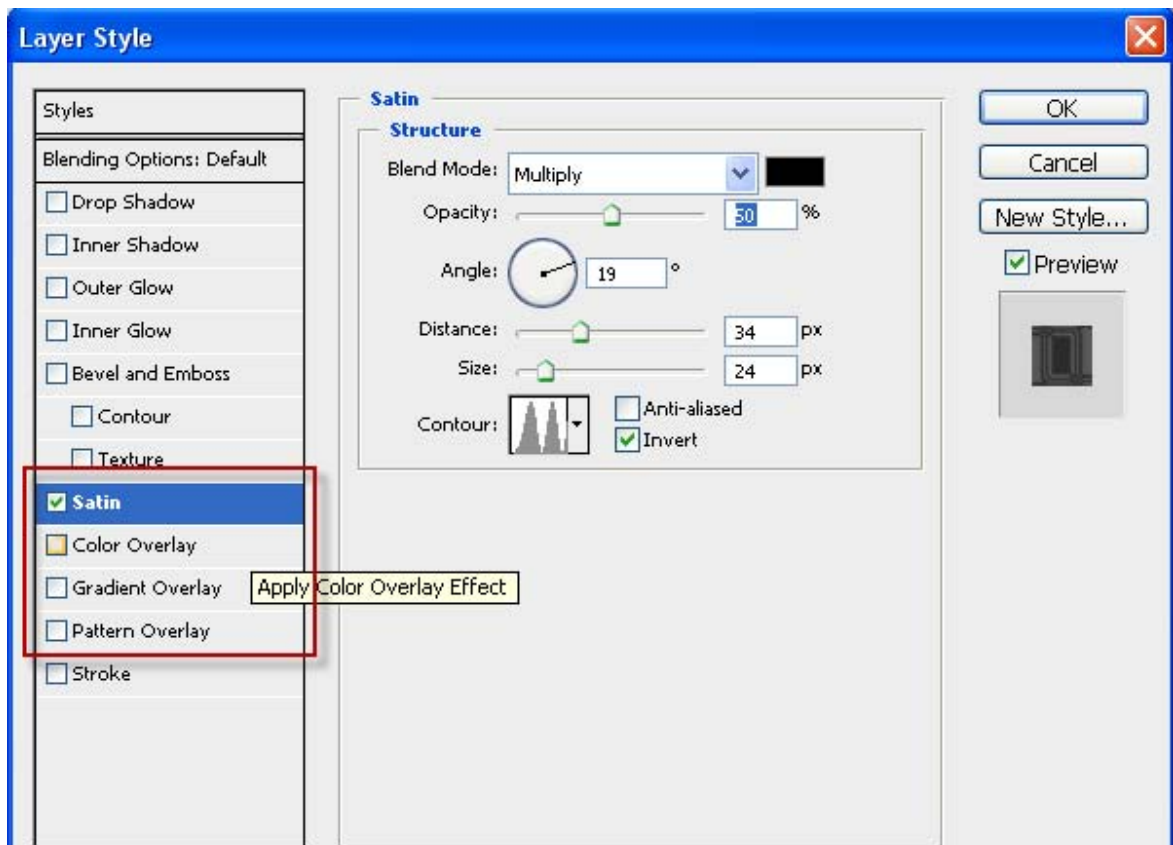 Layer Style
Styles
Blending Options: Default
Drop Shadow
Inner Shadow
Outer Glow
Inner Glow
Bevel and Emboss
Contour
Texture
Satin
Color Overlay
Gradient Overlay
Pattern Overlay
Stroke
Apply Color Overlay Effect
Satin
Structure
Blend Mode: Multiply
Opacity: 50 %
Angle: 19 °
Distance: 34 px
Size: 24 px
Contour:
Anti-aliased
Invert
OK
Cancel
New Style...
Preview